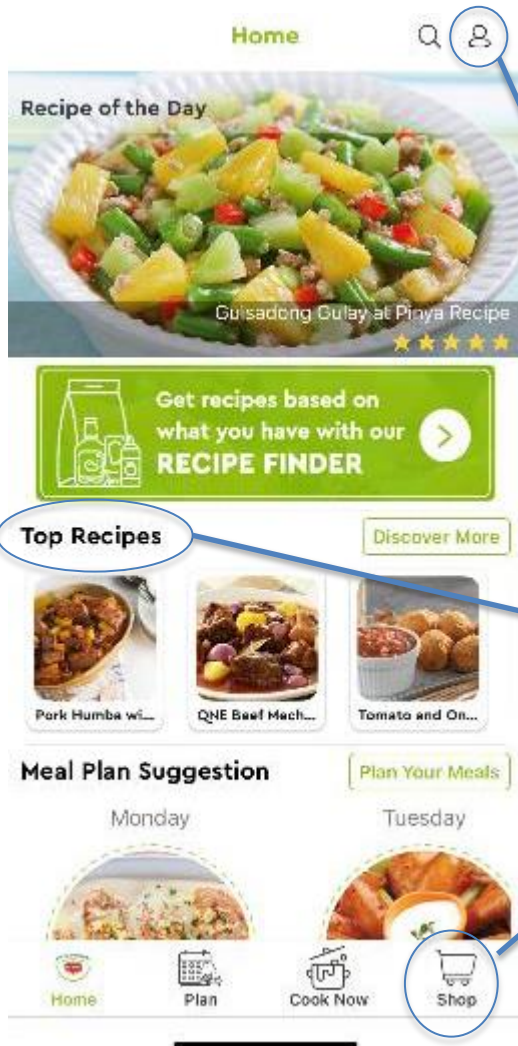 Home
Recipe of the Day
Guisadong Gulay at Pinya Recipe
Get recipes based on
what you have with our
RECIPE FINDER
Top Recipes
Discover More
Pork Humba wi...
QNE Beef Mech...
Tomato and On...
Meal Plan Suggestion
Plan Your Meals
Monday
Tuesday
Home
Plan
Cook Now
Shop